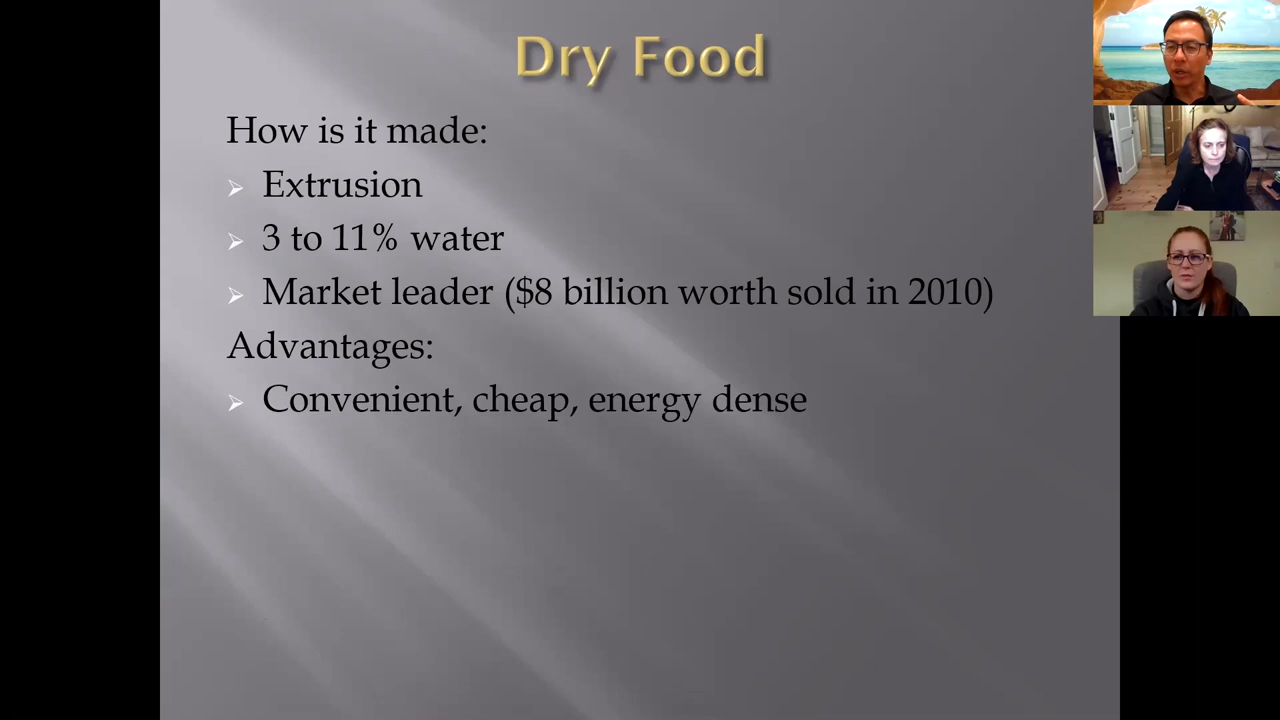 Dry Food
How is it made:
Extrusion
3 to 11% water
Market leader ($8 billion worth sold in 2010)
Advantages:
Convenient, cheap, energy dense